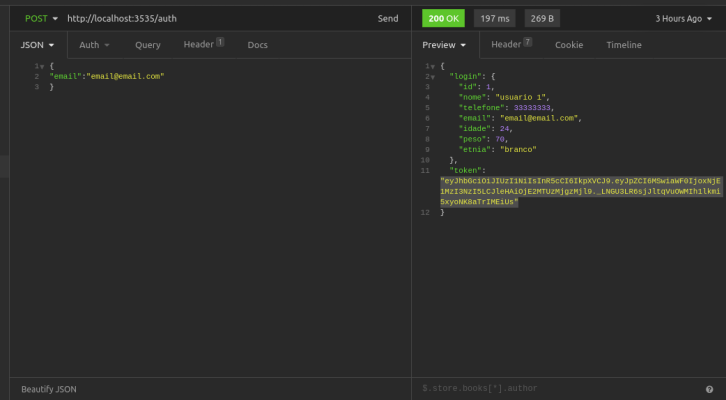 POST http://localhost:3535/auth Send
200 OK 197 ms 269 B 3 Hours Ago
JSON Auth Query Header 1 Docs
Preview Header 7 Cookie Timeline
1 {
2 "email":"email@email.com"
3 }
1 {
2 "login": {
3 "id": 1,
4 "nome": "usuario 1",
5 "telefone": 33333333,
6 "email": "email@email.com",
7 "idade": 24,
8 "peso": 70,
9 "etnia": "branco"
10 },
11 "token":
12 }
Beautify JSON
$.store.books[*].author